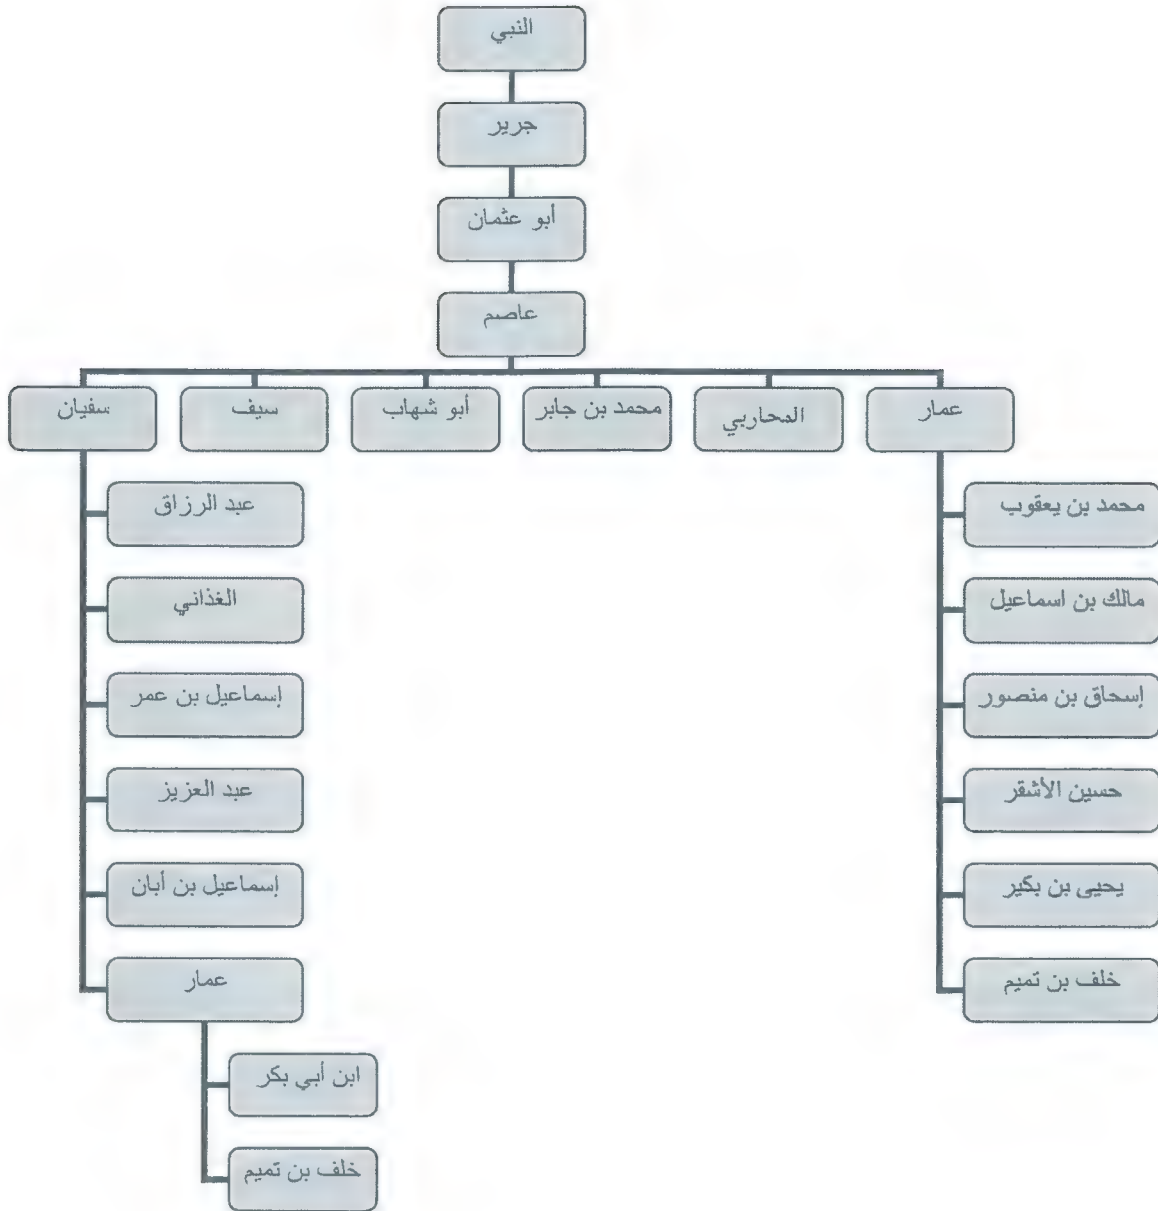 النبي
جرير
أبو عثمان
عاصم
عمار
المحاربي
محمد بن جابر
أبو شهاب
سيف
سفيان
محمد بن يعقوب
مالك بن اسماعيل
إسحاق بن منصور
حسين الأشقر
يحيى بن بكير
خلف بن تميم
عبد الرزاق
الغذاني
إسماعيل بن عمر
عبد العزيز
إسماعيل بن أبان
عمار
ابن أبي بكر
خلف بن تميم